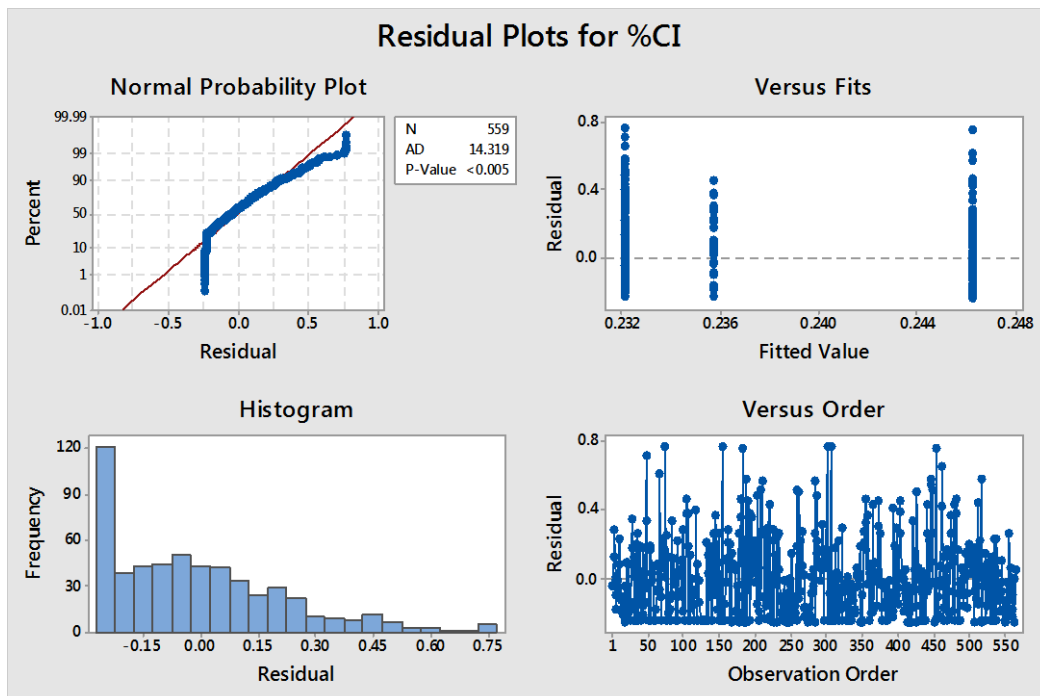 Residual Plots for %CI
Normal Probability Plot
99.99
99
90
50
10
1
0.01
Percent
-1.0 -0.5 0.0 0.5 1.0
Residual
N 559
AD 14.319
P-Value <0.005
Versus Fits
0.8
0.4
0.0
Residual
0.232 0.236 0.240 0.244 0.248
Fitted Value
Histogram
120
90
60
30
0
Frequency
-0.15 0.00 0.15 0.30 0.45 0.60 0.75
Residual
Versus Order
0.8
0.4
0.0
Residual
1 50 100 150 200 250 300 350 400 450 500 550
Observation Order